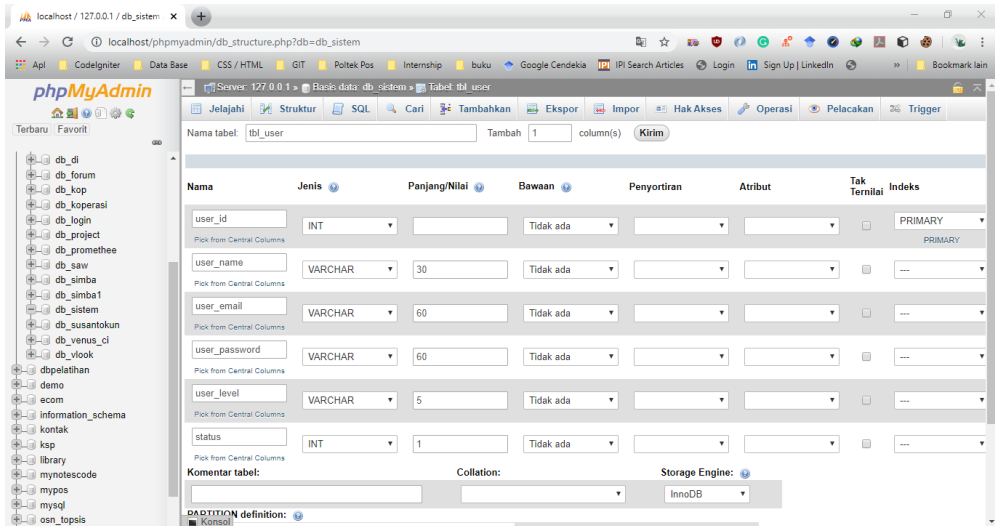 localhost / 127.0.0.1 / db_sistem
localhost/phpmyadmin/db_structure.php?db=db_sistem
Apl CodeIgniter Data Base CSS / HTML GIT Poltek Pos Internship buku Google Cendekia IPI IPI Search Articles Login Sign Up | LinkedIn » Bookmark lain
phpMyAdmin
Terbaru Favorit
db_di
db_forum
db_kop
db_koperasi
db_login
db_project
db_promethee
db_saw
db_simba
db_simba1
db_sistem
db_susantokun
db_venus_ci
db_vlook
dbpelatihan
demo
ecom
information_schema
kontak
ksp
library
mynotescode
mypos
mysql
osn_topsis
Server: 127.0.0.1 » Basis data: db_sistem » Tabel: tbl_user
Jelajahi Struktur SQL Cari Tambahkan Ekspor Impor Hak Akses Operasi Pelacakan Trigger
Nama tabel: tbl_user Tambah 1 column(s) Kirim
Nama Jenis Panjang/Nilai Bawaan Penyortiran Atribut Tak Ternilai Indeks
user_id INT Tidak ada PRIMARY
Pick from Central Columns PRIMARY
user_name VARCHAR 30 Tidak ada ---
Pick from Central Columns
user_email VARCHAR 60 Tidak ada ---
Pick from Central Columns
user_password VARCHAR 60 Tidak ada ---
Pick from Central Columns
user_level VARCHAR 5 Tidak ada ---
Pick from Central Columns
status INT 1 Tidak ada ---
Pick from Central Columns
Komentar tabel: Collation: Storage Engine:
InnoDB
PARTITION definition:
Konsol